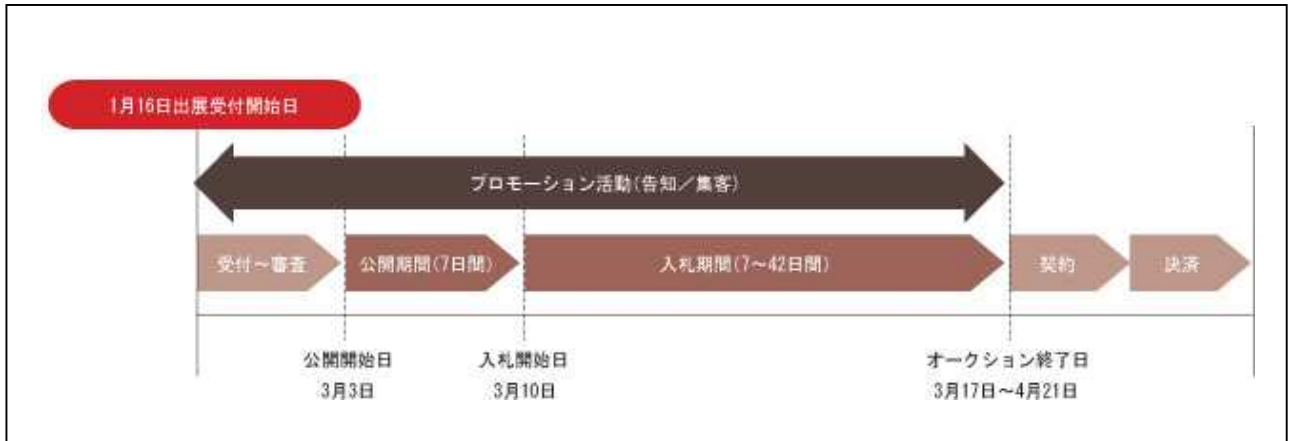 1月16日出展受付開始日
プロモーション活動(告知／集客)
受付～審査
公開期間(7日間)
入札期間(7～42日間)
契約
決済
公開開始日
3月3日
入札開始日
3月10日
オークション終了日
3月17日～4月21日